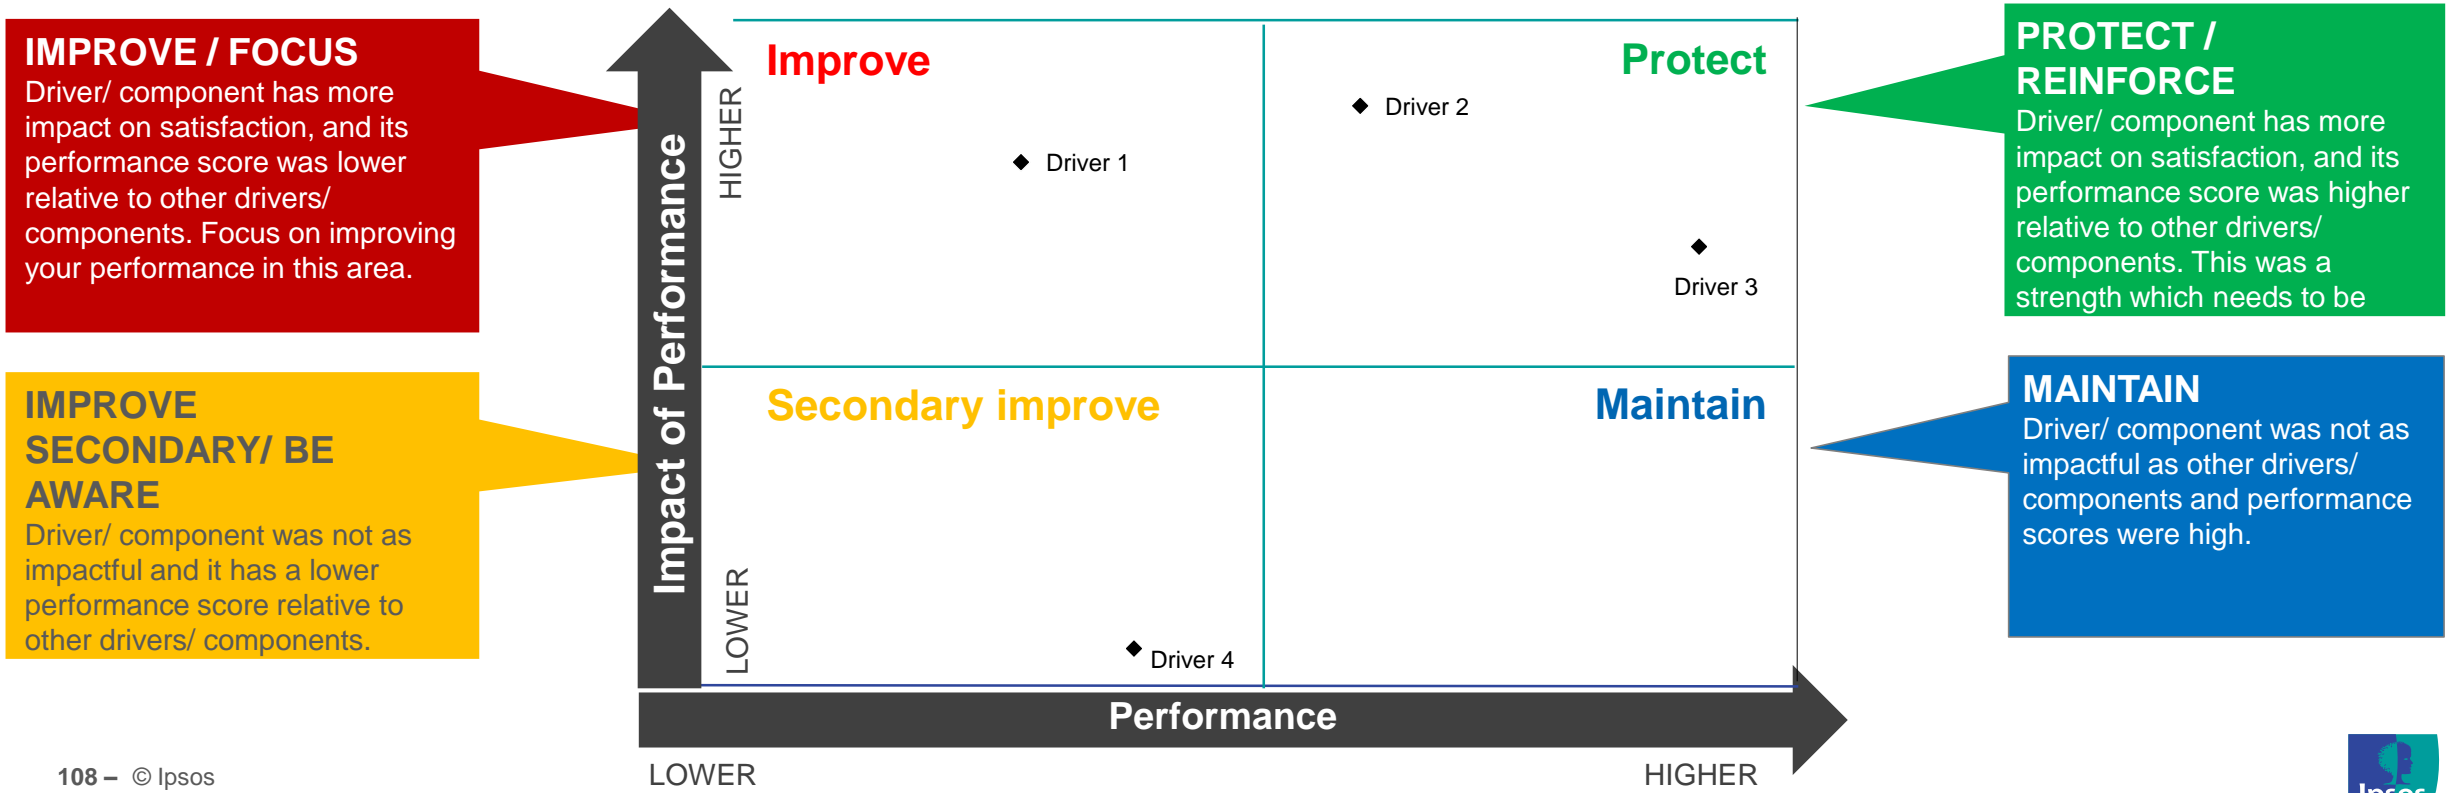 IMPROVE / FOCUS
Driver/ component has more
impact on satisfaction, and its
performance score was lower
relative to other drivers/
components. Focus on improving
your performance in this area.
IMPROVE
SECONDARY/ BE
AWARE
Driver/ component was not as
impactful and it has a lower
performance score relative to
other drivers/ components.
Impact of Performance
HIGHER
LOWER
Improve
Protect
Driver 2
Driver 1
Driver 3
Secondary improve
Maintain
Driver 4
Performance
LOWER
HIGHER
PROTECT /
REINFORCE
Driver/ component has more
impact on satisfaction, and its
performance score was higher
relative to other drivers/
components. This was a
strength which needs to be
MAINTAIN
Driver/ component was not as
impactful as other drivers/
components and performance
scores were high.
108 – © Ipsos
Ipsos